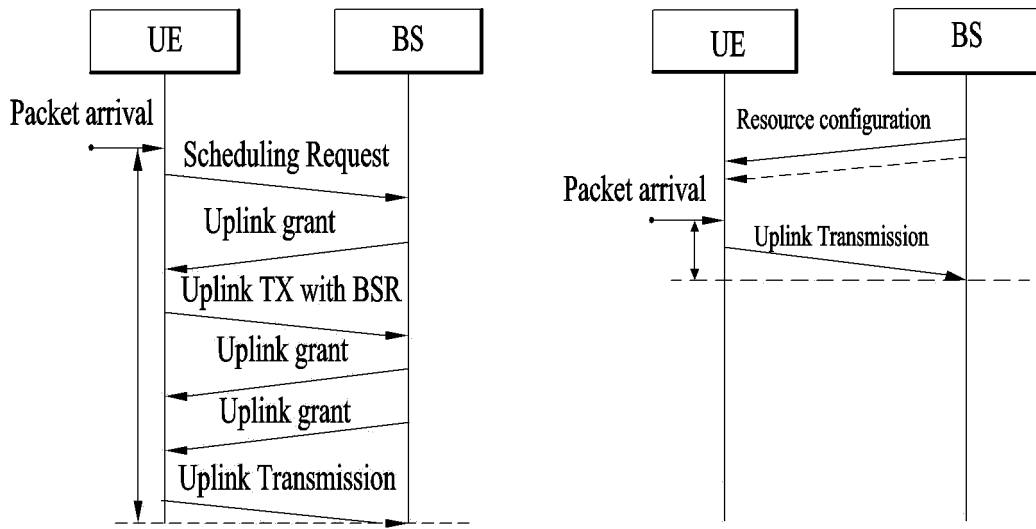 UE
BS
Packet arrival
Scheduling Request
Uplink grant
Uplink TX with BSR
Uplink grant
Uplink grant
Uplink Transmission
UE
BS
Resource configuration
Packet arrival
Uplink Transmission